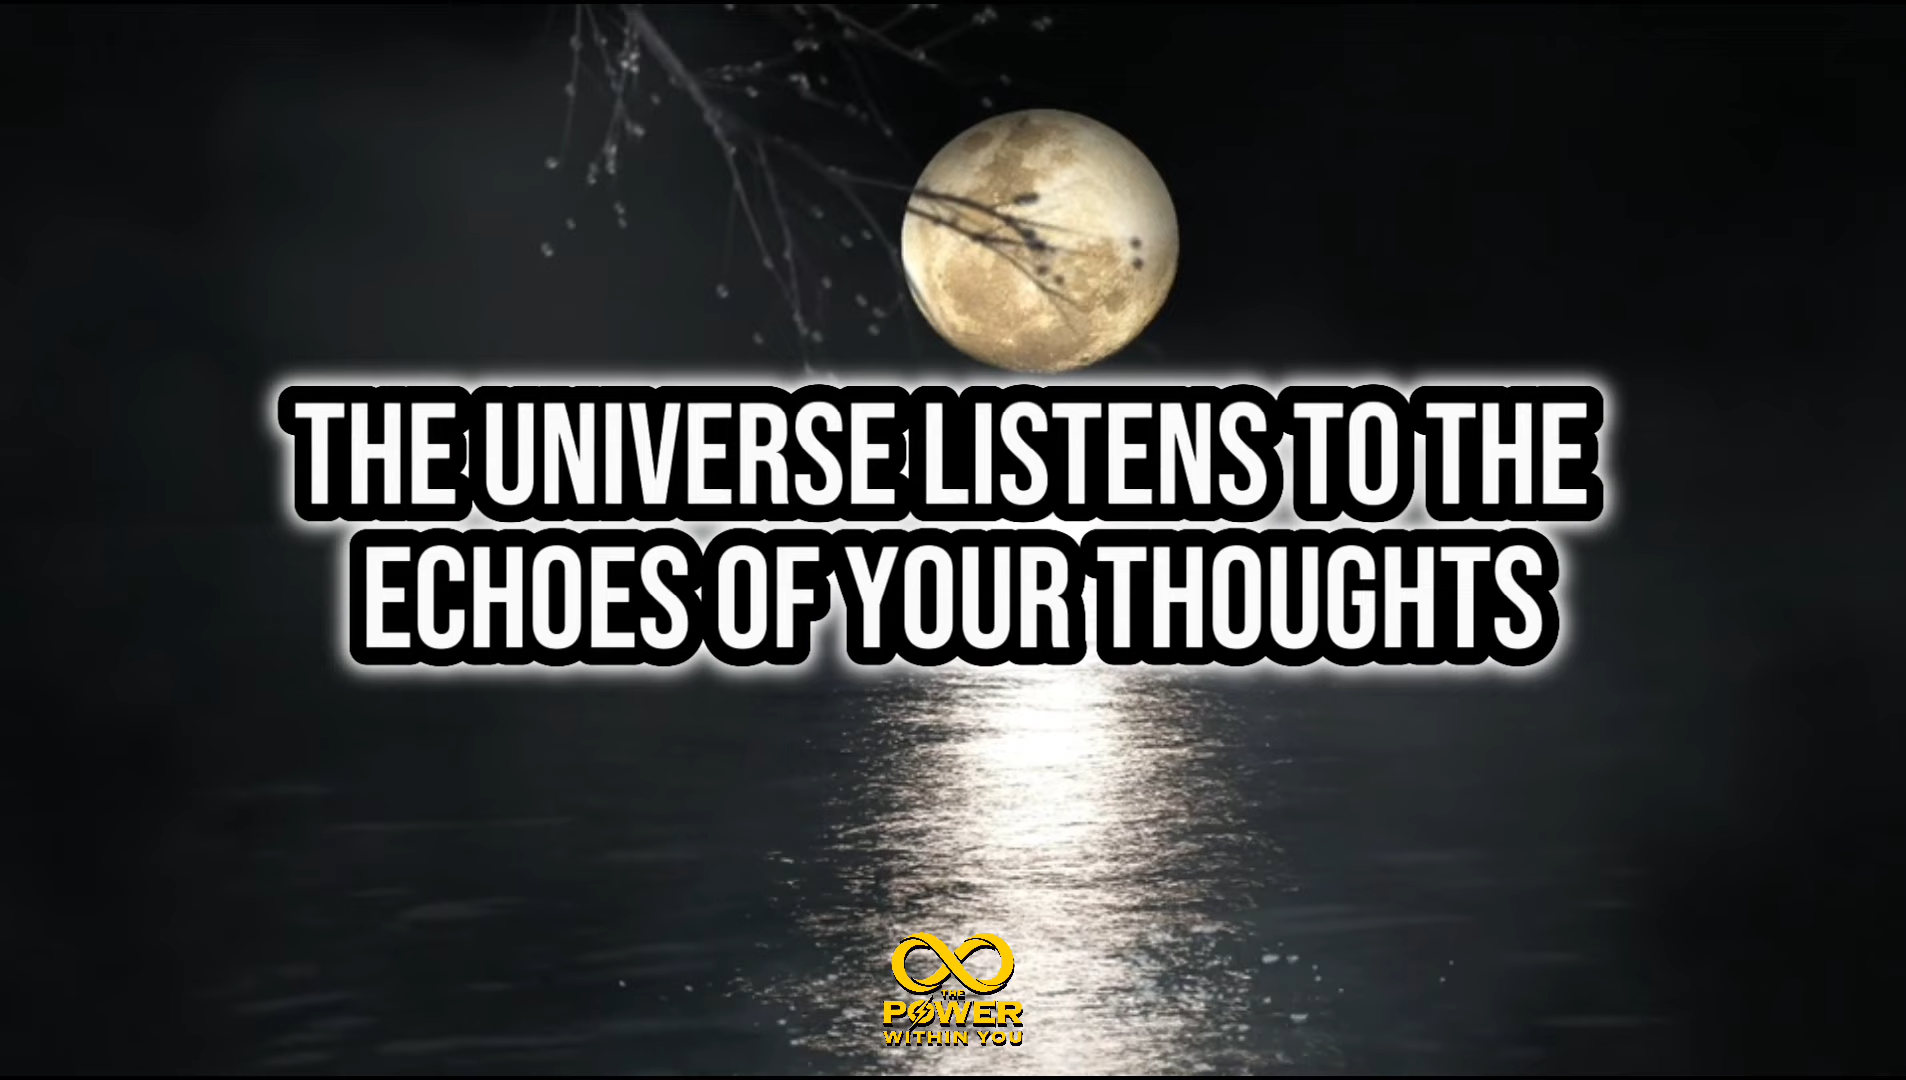 THE UNIVERSE LISTENS TO THE
ECHOES OF YOUR THOUGHTS
THE
POWER
WITHIN YOU